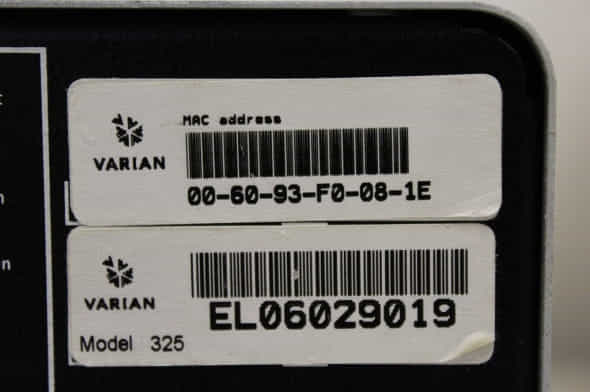 MAC address
VARIAN
00-60-93-F0-08-1E
VARIAN
EL06029019
Model 325